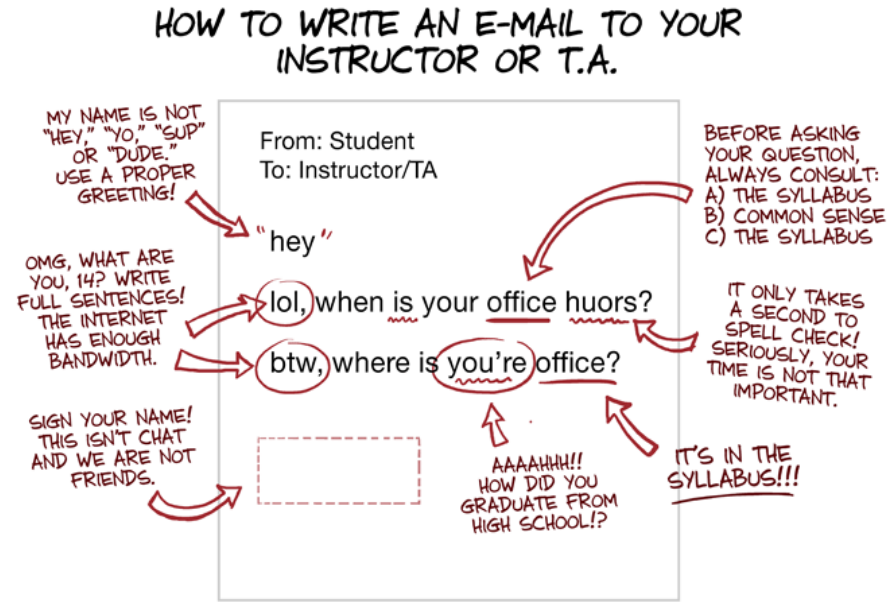 HOW TO WRITE AN E-MAIL TO YOUR
INSTRUCTOR OR T.A.
MY NAME IS NOT
"HEY," "YO," "SUP"
OR "DUDE."
USE A PROPER
GREETING!
From: Student
To: Instructor/TA
BEFORE ASKING
YOUR QUESTION,
ALWAYS CONSULT:
A) THE SYLLABUS
B) COMMON SENSE
C) THE SYLLABUS
"hey"
OMG, WHAT ARE
YOU, 14? WRITE
FULL SENTENCES!
THE INTERNET
HAS ENOUGH
BANDWIDTH.
lol, when is your office huors?
btw, where is you're office?
IT ONLY TAKES
A SECOND TO
SPELL CHECK!
SERIOUSLY, YOUR
TIME IS NOT THAT
IMPORTANT.
SIGN YOUR NAME!
THIS ISN'T CHAT
AND WE ARE NOT
FRIENDS.
AAAAHHH!!
HOW DID YOU
GRADUATE FROM
HIGH SCHOOL!?
IT'S IN THE
SYLLABUS!!!